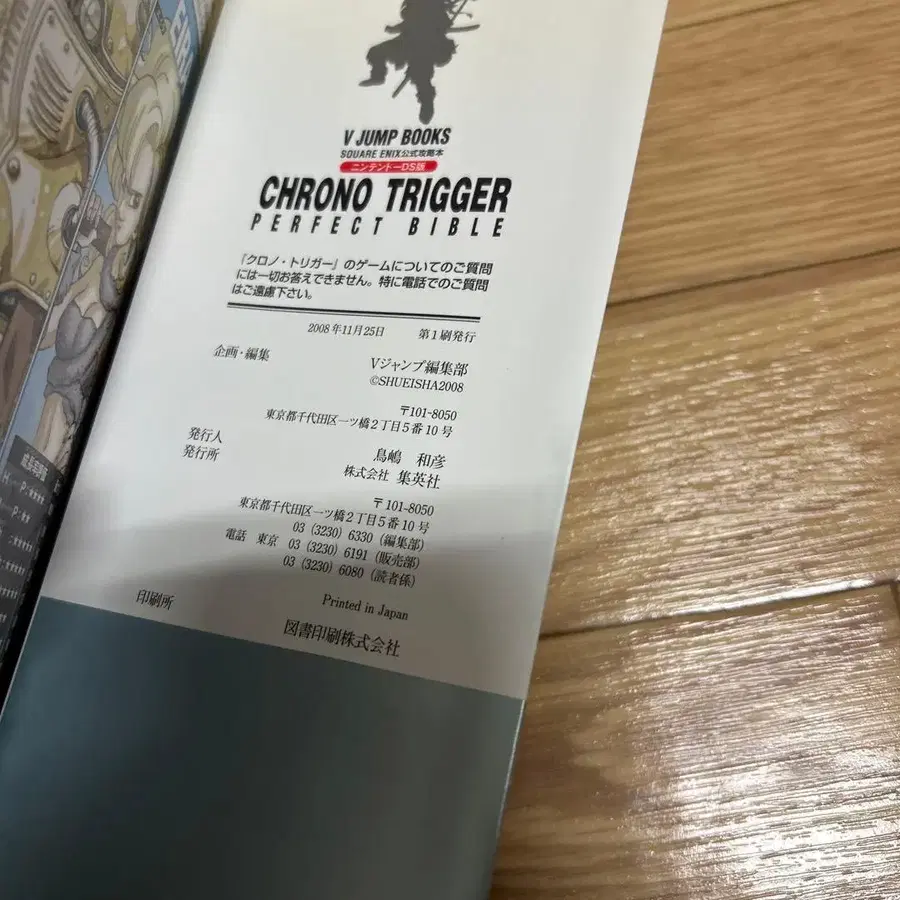 V JUMP BOOKS
SQUARE ENIX公式攻略本
ニンテンドーDS版
CHRONO TRIGGER
PERFECT BIBLE
『クロノ・トリガー』のゲームについてのご質問
には一切お答えできません。特に電話でのご質問
はご遠慮下さい。
2008年11月25日 第1刷発行
企画・編集 Vジャンプ編集部
©SHUEISHA2008
〒101-8050
東京都千代田区一ツ橋2丁目5番10号
発行人 鳥嶋 和彦
発行所 株式会社 集英社
〒101-8050
東京都千代田区一ツ橋2丁目5番10号
03 (3230) 6330 (編集部)
電話 東京 03 (3230) 6191 (販売部)
03 (3230) 6080 (読者係)
Printed in Japan
印刷所 図書印刷株式会社